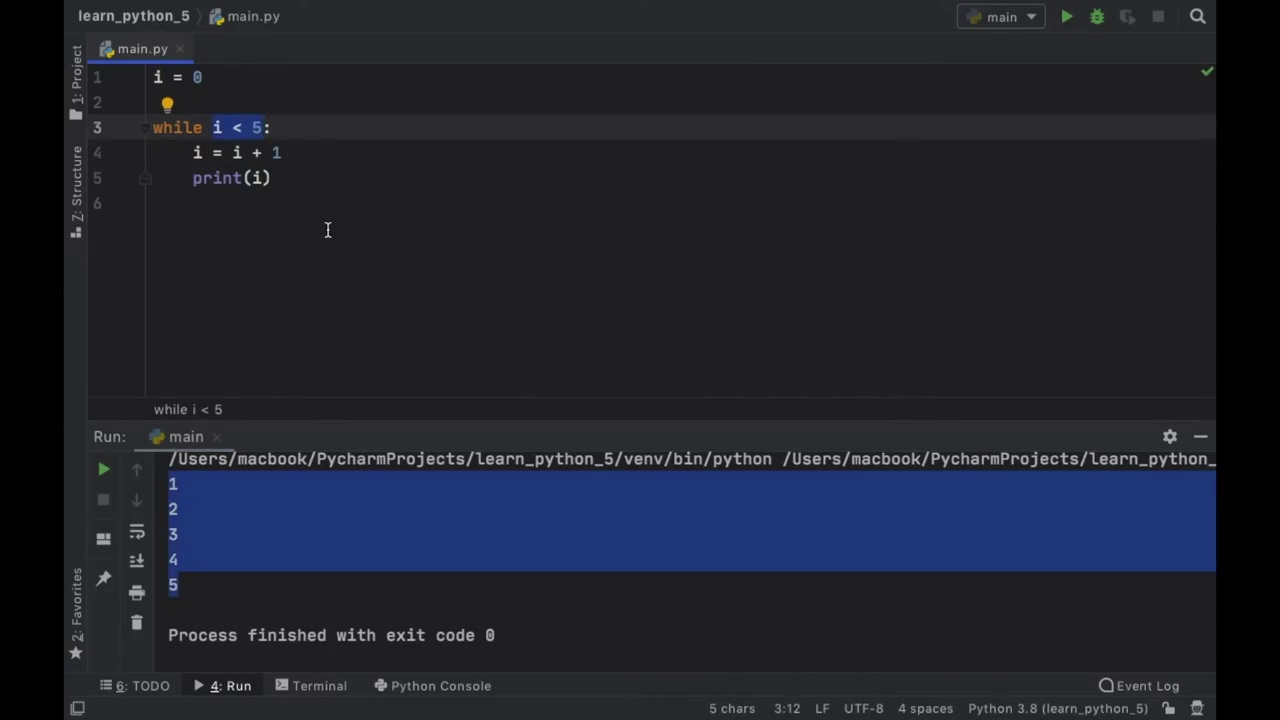 learn_python_5 main.py
main
main.py
1: Project
7: Structure
2: Favorites
1 i = 0
2
3 while i < 5:
4 i = i + 1
5 print(i)
6
while i < 5
Run: main
/Users/macbook/PycharmProjects/learn_python_5/venv/bin/python /Users/macbook/PycharmProjects/learn_python_
1
2
3
4
5
Process finished with exit code 0
6: TODO 4: Run Terminal Python Console Event Log
5 chars 3:12 LF UTF-8 4 spaces Python 3.8 (learn_python_5)